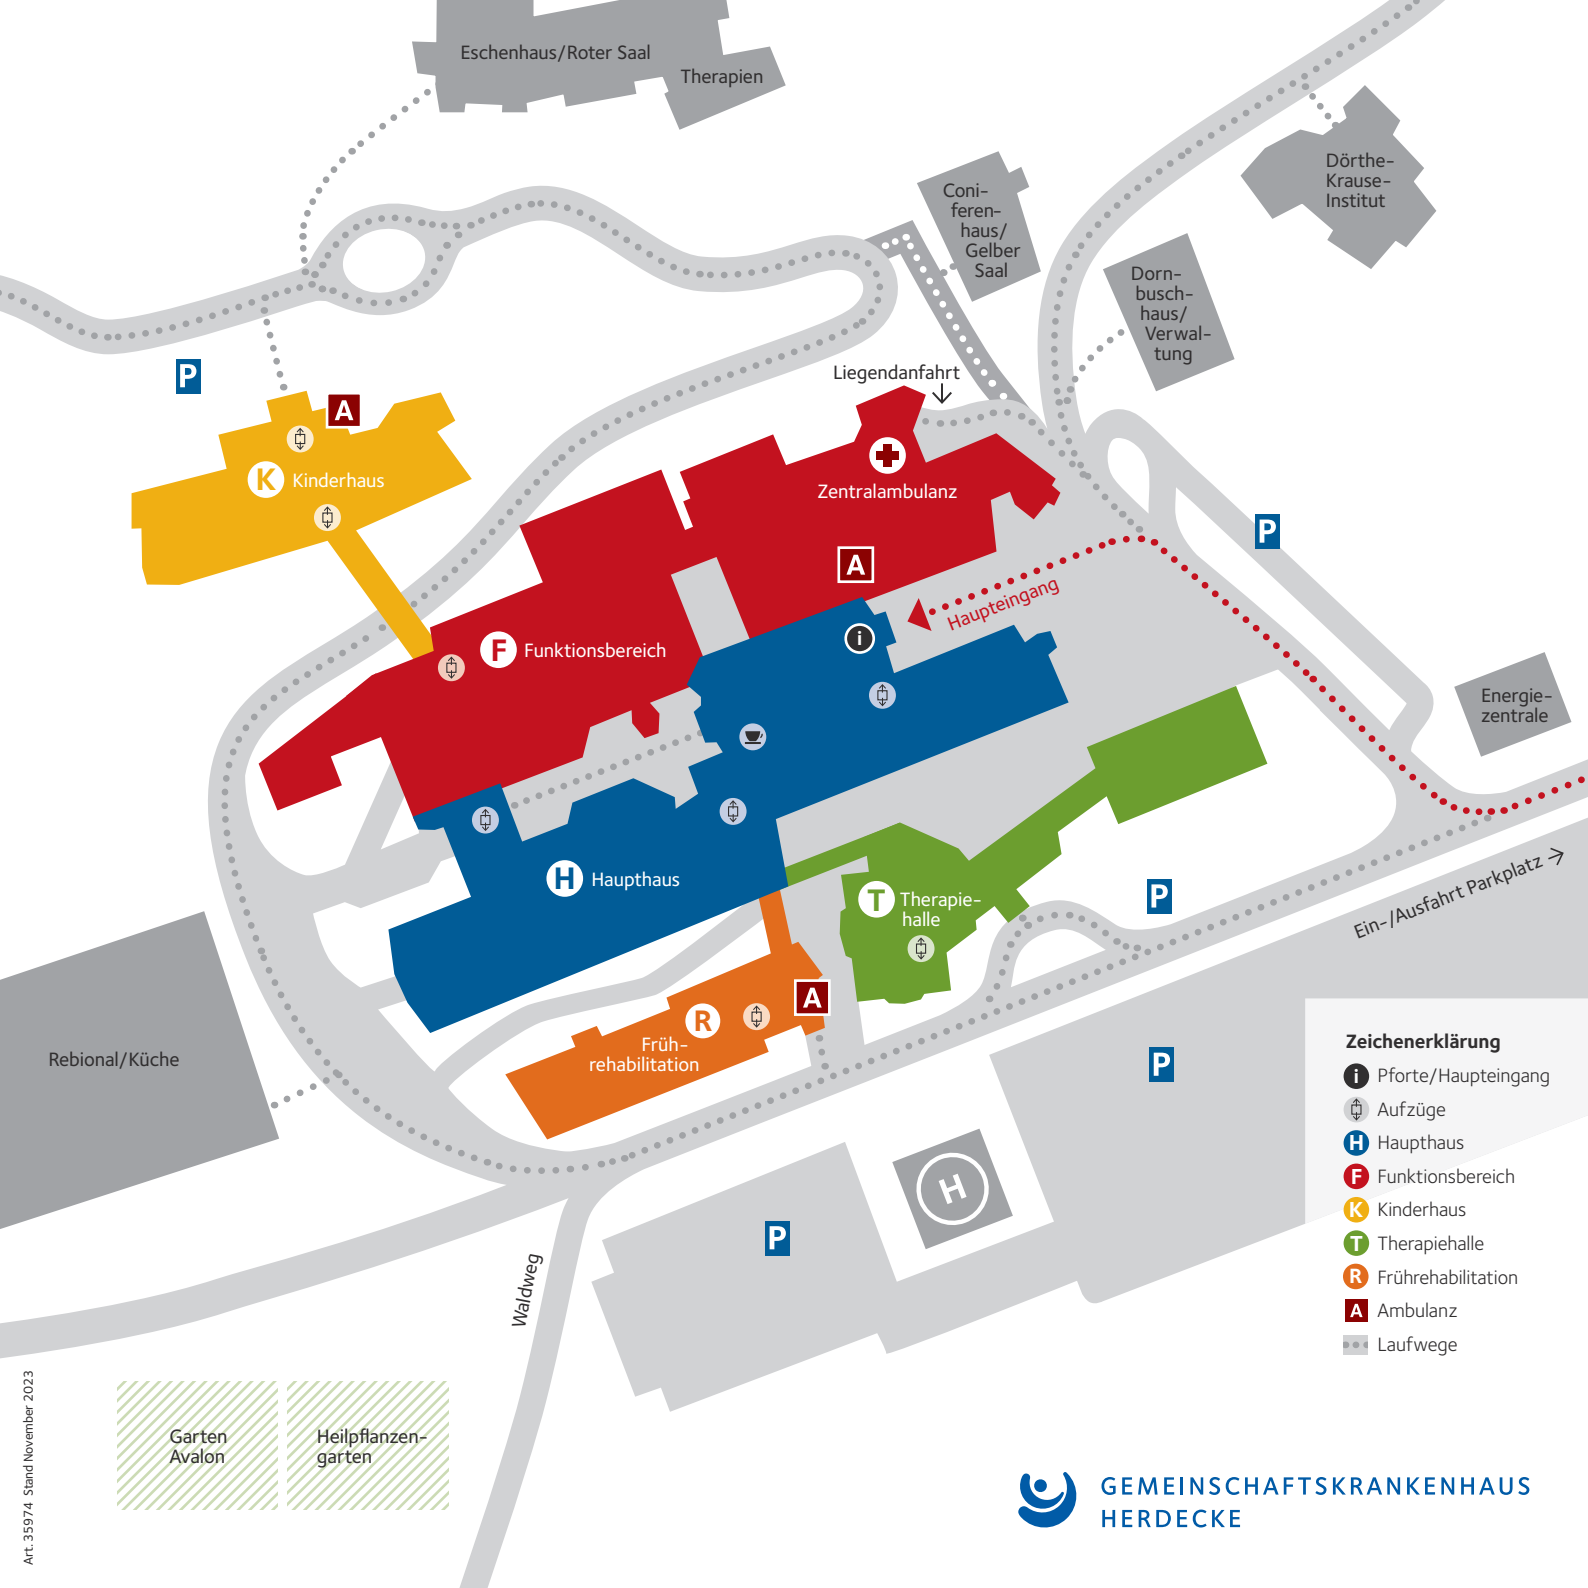 Eschenhaus/Roter Saal
Therapien
Dörthe-
Krause-
Institut
Coni-
feren-
haus/
Gelber
Saal
Dorn-
busch-
haus/
Verwal-
tung
P
Liegendanfahrt
A
K Kinderhaus
Zentralambulanz
P
A
Haupteingang
i
F Funktionsbereich
Energie-
zentrale
H Haupthaus
T Therapie-
halle
P
Ein-/Ausfahrt Parkplatz
A
R
Früh-
rehabilitation
Rebional/Küche
P
H
P
Waldweg
Zeichenerklärung
i Pforte/Haupteingang
Aufzüge
H Haupthaus
F Funktionsbereich
K Kinderhaus
T Therapiehalle
R Frührehabilitation
A Ambulanz
Laufwege
Garten
Avalon
Heilpflanzen-
garten
Art. 35974 Stand November 2023
GEMEINSCHAFTSKRANKENHAUS
HERDECKE